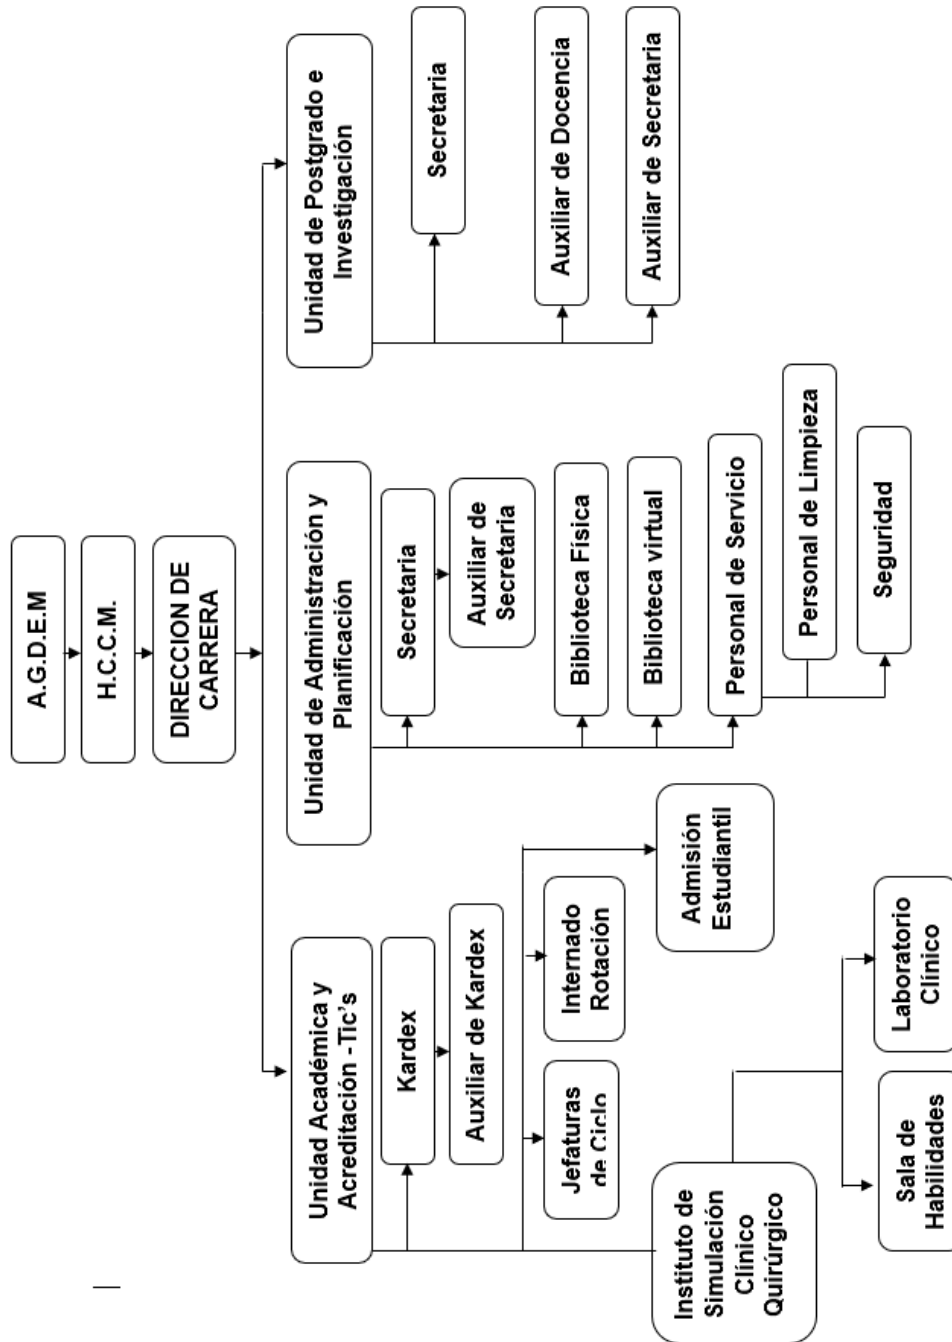 A.G.D.E.M
H.C.C.M.
DIRECCION DE
CARRERA
Unidad Académica y
Acreditación -Tic's
Kardex
Auxiliar de Kardex
Jefaturas
de Ciclo
Internado
Rotación
Admisión
Estudiantil
Instituto de
Simulación
Clínico
Quirúrgico
Sala de
Habilidades
Laboratorio
Clínico
Unidad de Administración y
Planificación
Secretaria
Auxiliar de
Secretaria
Biblioteca Física
Biblioteca virtual
Personal de Servicio
Personal de Limpieza
Seguridad
Unidad de Postgrado e
Investigación
Secretaria
Auxiliar de Docencia
Auxiliar de Secretaria